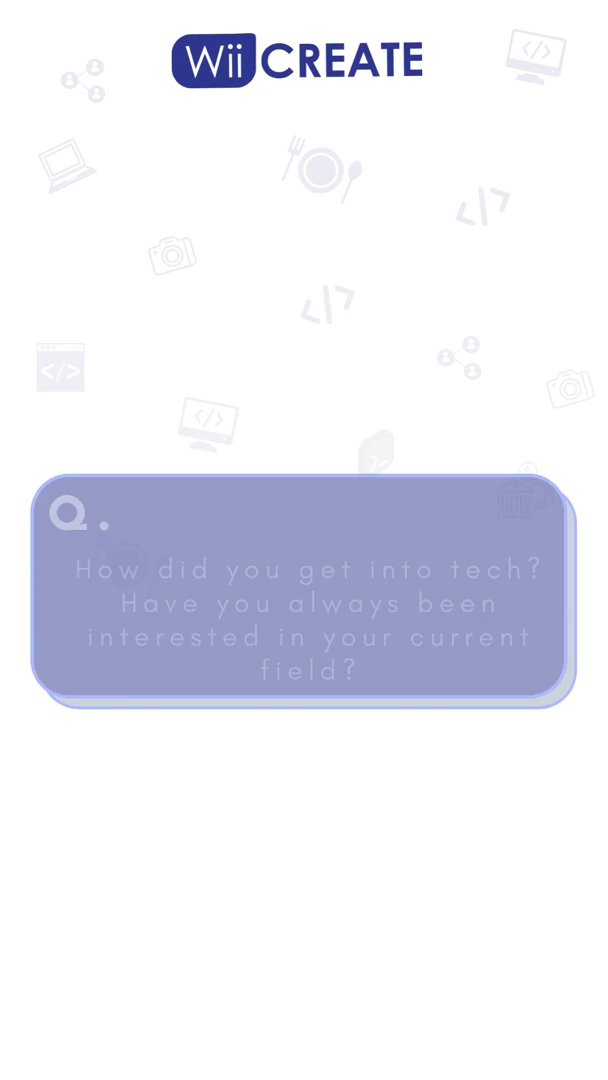 Wii CREATE
Q.
How did you get into tech?
Have you always been
interested in your current
field?